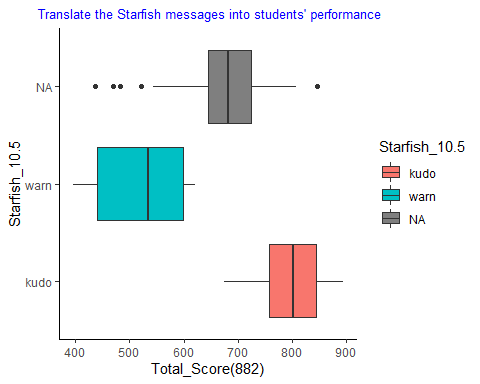 Translate the Starfish messages into students' performance
NA
warn
kudo
Starfish_10.5
400 500 600 700 800 900
Total_Score(882)
Starfish_10.5
kudo
warn
NA